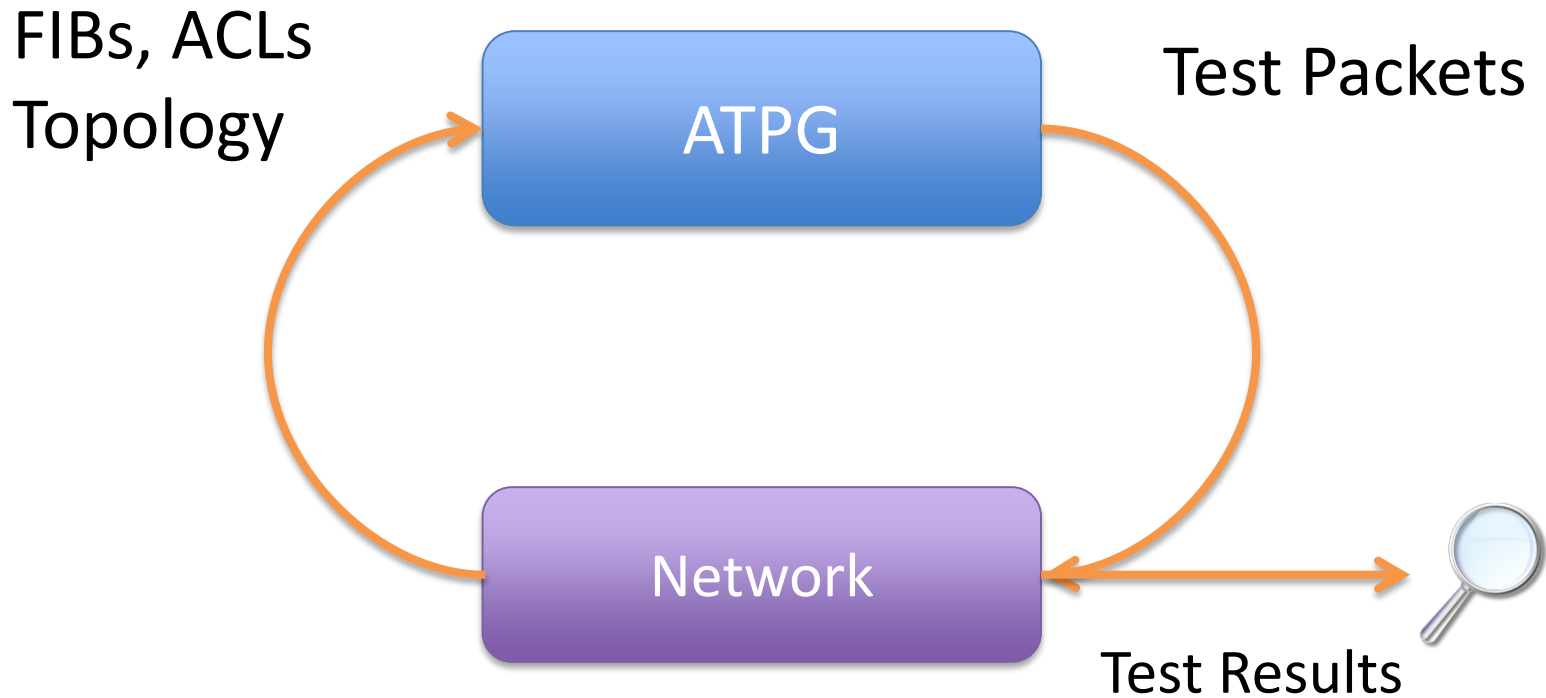 FIBs, ACLs
Topology
ATPG
Test Packets
Network
Test Results